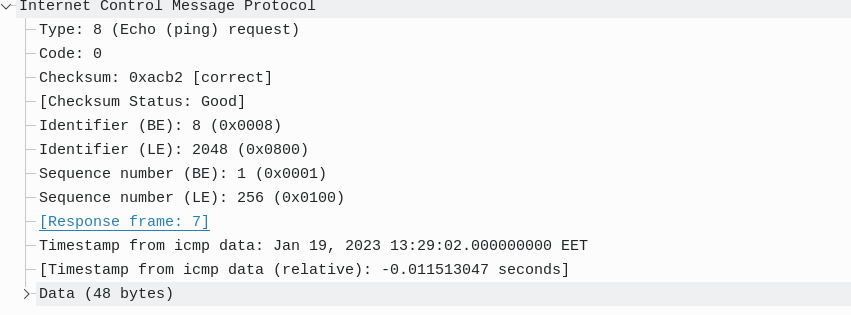 Internet Control Message Protocol
Type: 8 (Echo (ping) request)
Code: 0
Checksum: 0xacb2 [correct]
[Checksum Status: Good]
Identifier (BE): 8 (0x0008)
Identifier (LE): 2048 (0x0800)
Sequence number (BE): 1 (0x0001)
Sequence number (LE): 256 (0x0100)
[Response frame: 7]
Timestamp from icmp data: Jan 19, 2023 13:29:02.000000000 EET
[Timestamp from icmp data (relative): -0.011513047 seconds]
Data (48 bytes)